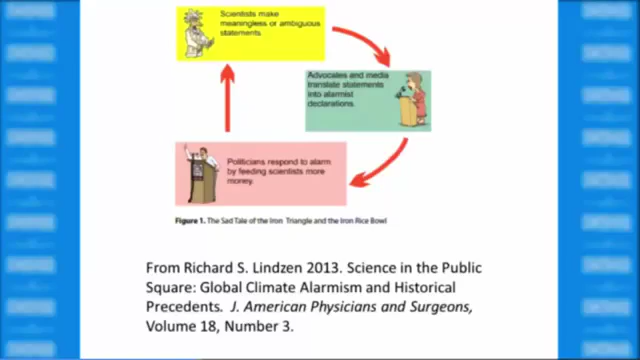 Scientists make
meaningless or ambiguous
statements.
Advocates and media
translate statements
into alarmist
declarations.
Politicians respond to alarm
by feeding scientists more
money.
Figure 1. The Sad Tale of the Iron Triangle and the Iron Rice Bowl
From Richard S. Lindzen 2013. Science in the Public
Square: Global Climate Alarmism and Historical
Precedents. J. American Physicians and Surgeons,
Volume 18, Number 3.